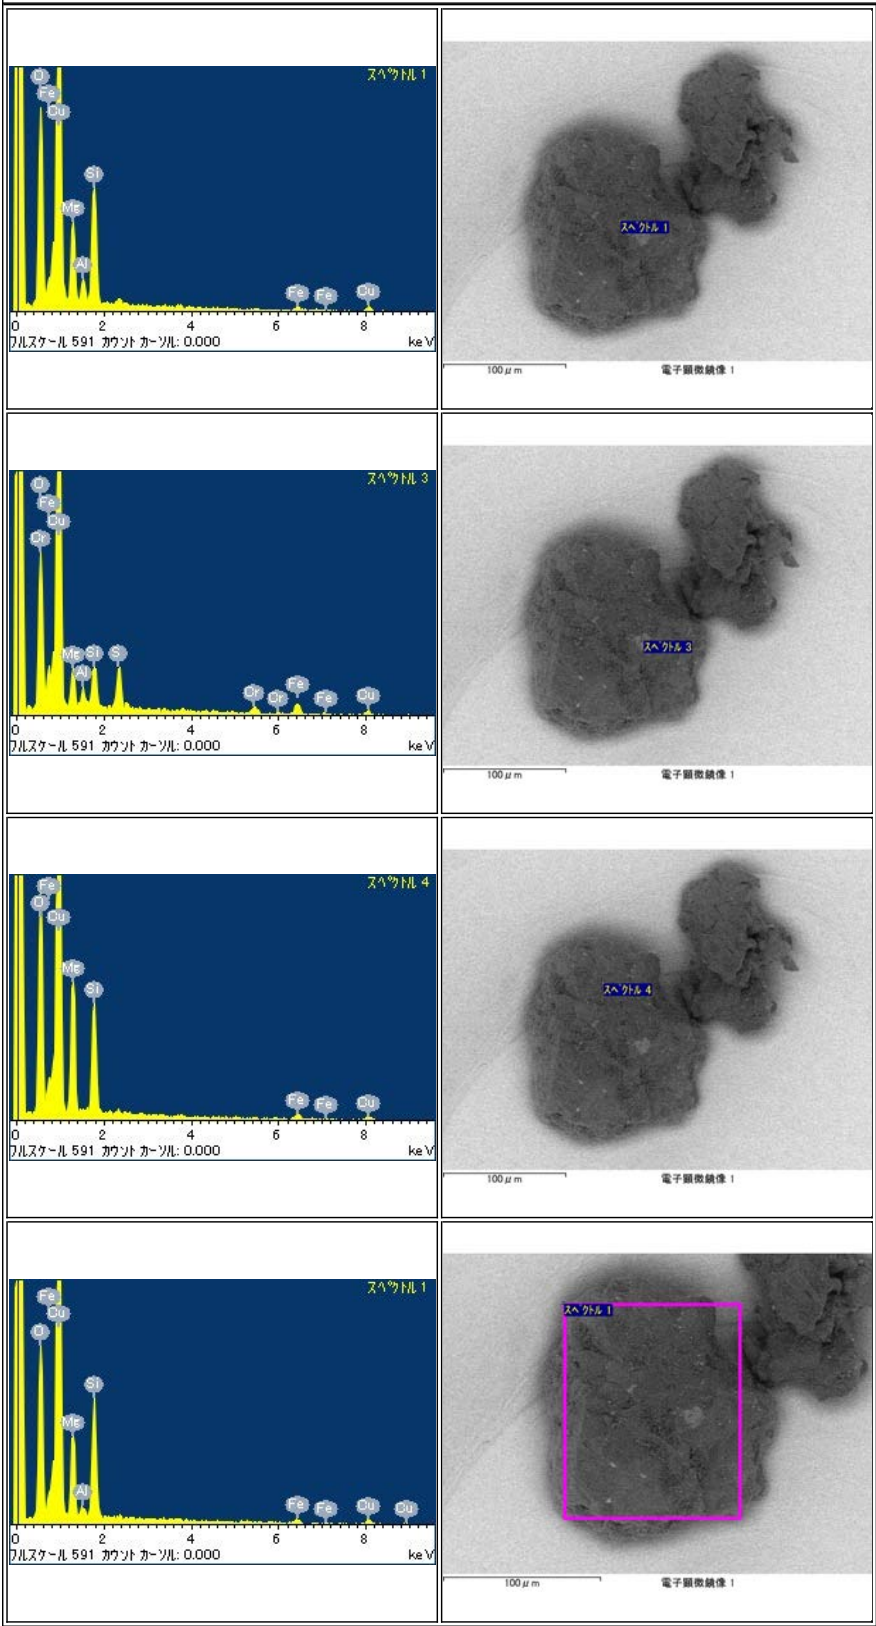 スペクトル 1
O
Fe
Cu
Si
Mg
Al
Fe
Fe
Cu
0 2 4 6 8
フルスケール 591 カウント カーソル: 0.000 keV
スペクトル 1
100μm 電子顕微鏡像 1
スペクトル 3
O
Fe
Cu
Cr
Mg
Si
S
Al
Cr
Cr
Fe
Fe
Cu
0 2 4 6 8
フルスケール 591 カウント カーソル: 0.000 keV
スペクトル 3
100μm 電子顕微鏡像 1
スペクトル 4
Fe
O
Cu
Mg
Si
Fe
Fe
Cu
0 2 4 6 8
フルスケール 591 カウント カーソル: 0.000 keV
スペクトル 4
100μm 電子顕微鏡像 1
スペクトル 1
Fe
Cu
O
Si
Mg
Al
Fe
Fe
Cu
Cu
0 2 4 6 8
フルスケール 591 カウント カーソル: 0.000 keV
スペクトル 1
100μm 電子顕微鏡像 1